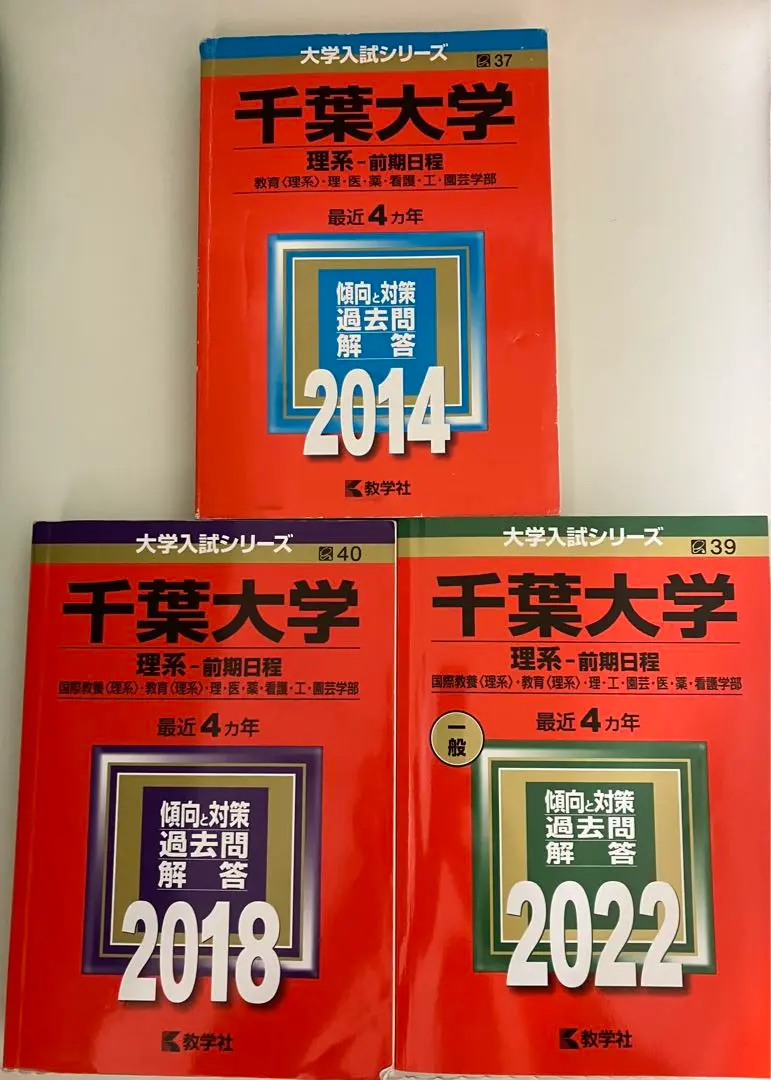 大学入試シリーズ
37
千葉大学
理系-前期日程
教育〈理系〉・理・医・薬・看護・工・園芸学部
最近4カ年
傾向と対策
過去問
解答
2014
教学社
大学入試シリーズ
40
千葉大学
理系-前期日程
国際教養〈理系〉・教育〈理系〉・理・医・薬・看護・工・園芸学部
最近4カ年
傾向と対策
過去問
解答
2018
教学社
大学入試シリーズ
39
千葉大学
理系-前期日程
国際教養〈理系〉・教育〈理系〉・理・工・園芸・医・薬・看護学部
一般
最近4カ年
傾向と対策
過去問
解答
2022
教学社